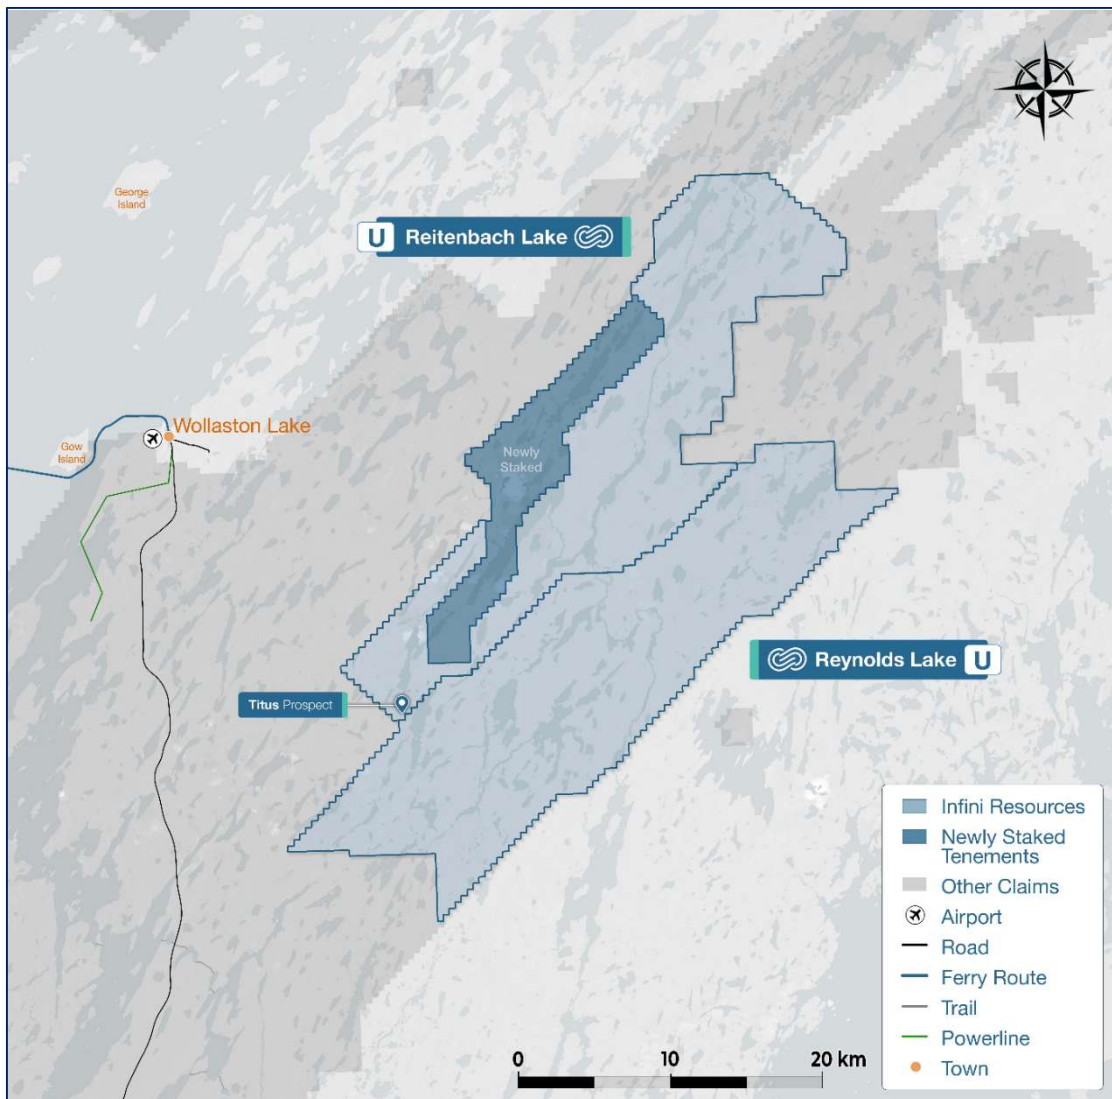 George
Island
U Reitenbach Lake
Wollaston Lake
Gow
Island
Newly
Staked
Reynolds Lake U
Titus Prospect
Infini Resources
Newly Staked
Tenements
Other Claims
Airport
Road
Ferry Route
Trail
Powerline
Town
0 10 20 km